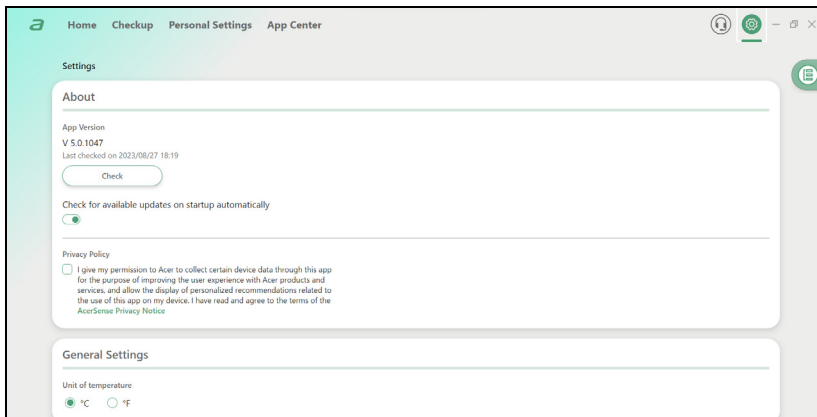 a Home Checkup Personal Settings App Center
Settings
About
App Version
V 5.0.1047
Last checked on 2023/08/27 18:19
Check
Check for available updates on startup automatically
Privacy Policy
I give my permission to Acer to collect certain device data through this app
for the purpose of improving the user experience with Acer products and
services, and allow the display of personalized recommendations related to
the use of this app on my device. I have read and agree to the terms of the
AcerSense Privacy Notice
General Settings
Unit of temperature
°C °F